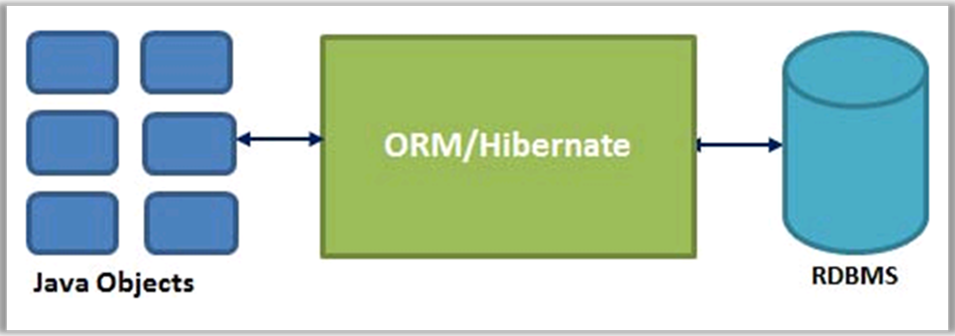 ORM/Hibernate
Java Objects
RDBMS